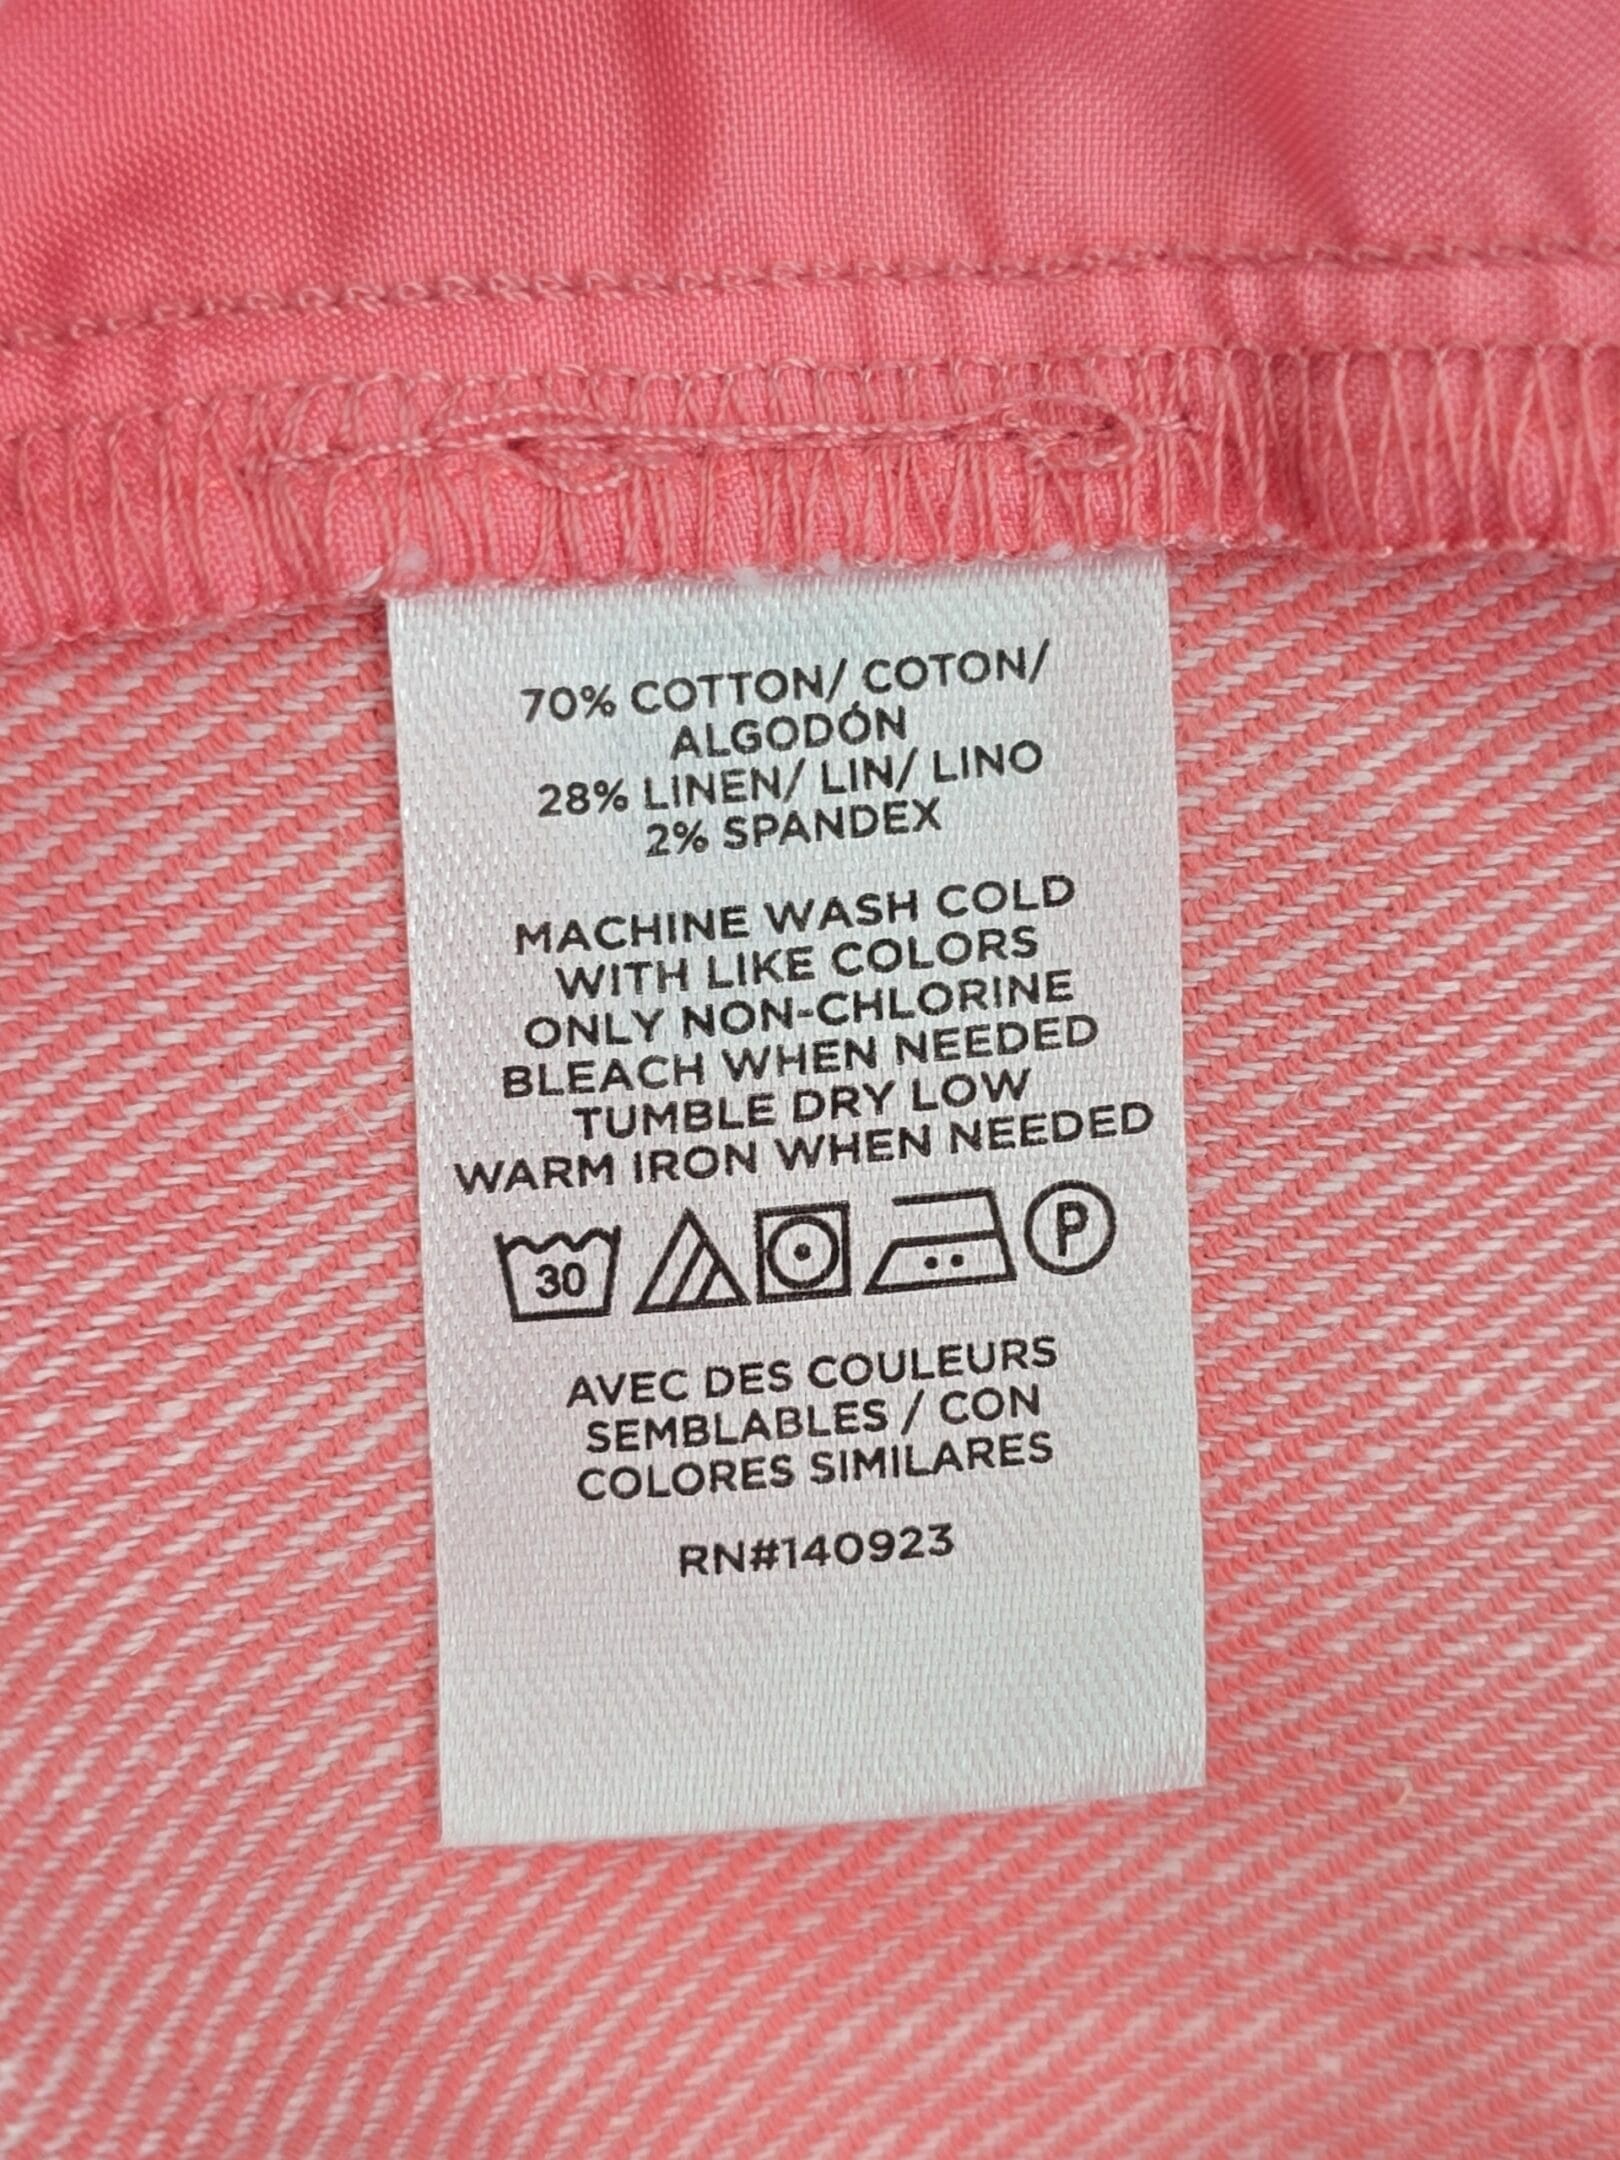 70% COTTON/ COTON/
ALGODÓN
28% LINEN/ LIN/ LINO
2% SPANDEX
MACHINE WASH COLD
WITH LIKE COLORS
ONLY NON-CHLORINE
BLEACH WHEN NEEDED
TUMBLE DRY LOW
WARM IRON WHEN NEEDED
30 P
AVEC DES COULEURS
SEMBLABLES / CON
COLORES SIMILARES
RN#140923